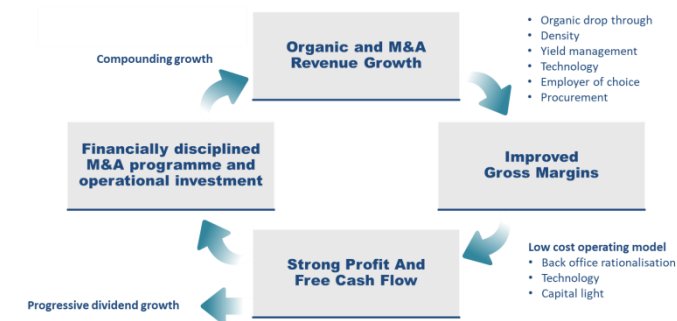 Compounding growth
Organic and M&A
Revenue Growth
• Organic drop through
• Density
• Yield management
• Technology
• Employer of choice
• Procurement
Financially disciplined
M&A programme and
operational investment
Improved
Gross Margins
Strong Profit And
Free Cash Flow
Low cost operating model
• Back office rationalisation
• Technology
• Capital light
Progressive dividend growth